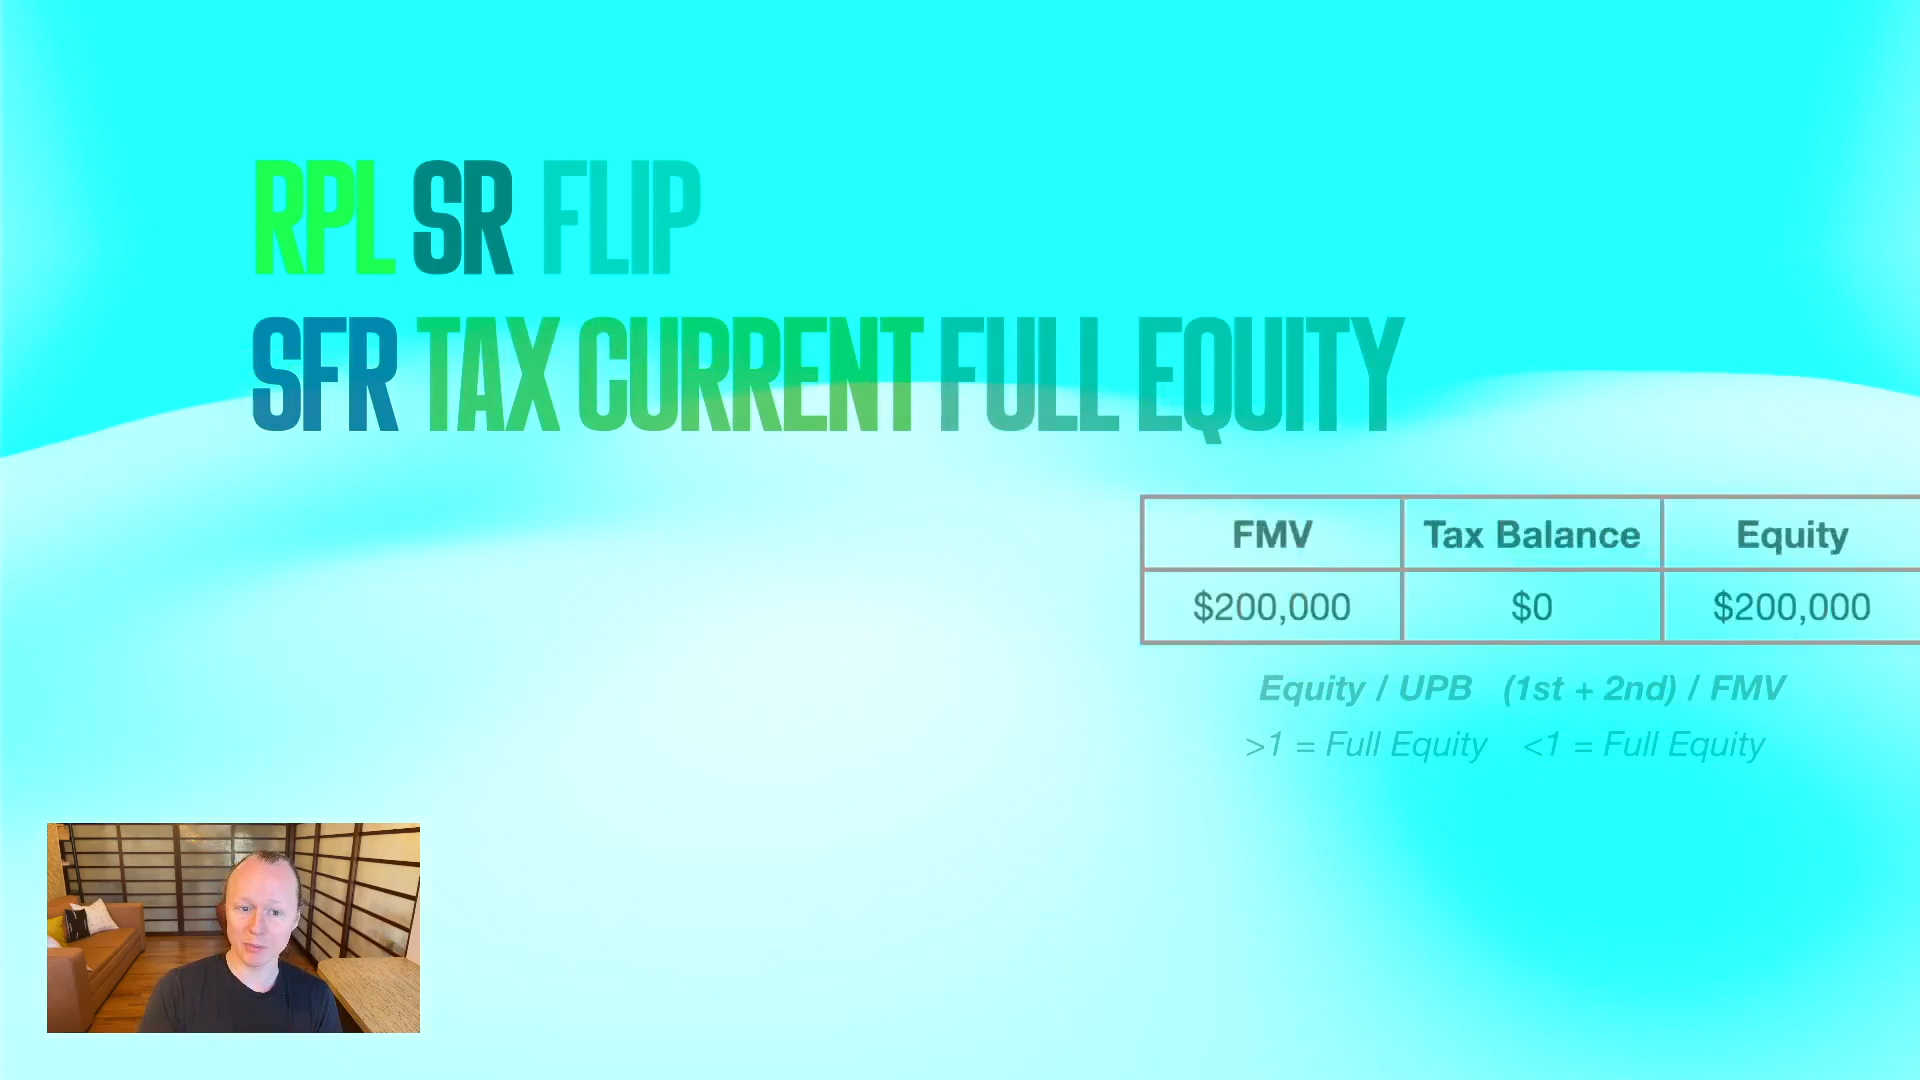 RPL SR FLIP
SFR TAX CURRENT FULL EQUITY
FMV Tax Balance Equity
$200,000 $0 $200,000
Equity / UPB (1st + 2nd) / FMV
>1 = Full Equity <1 = Full Equity